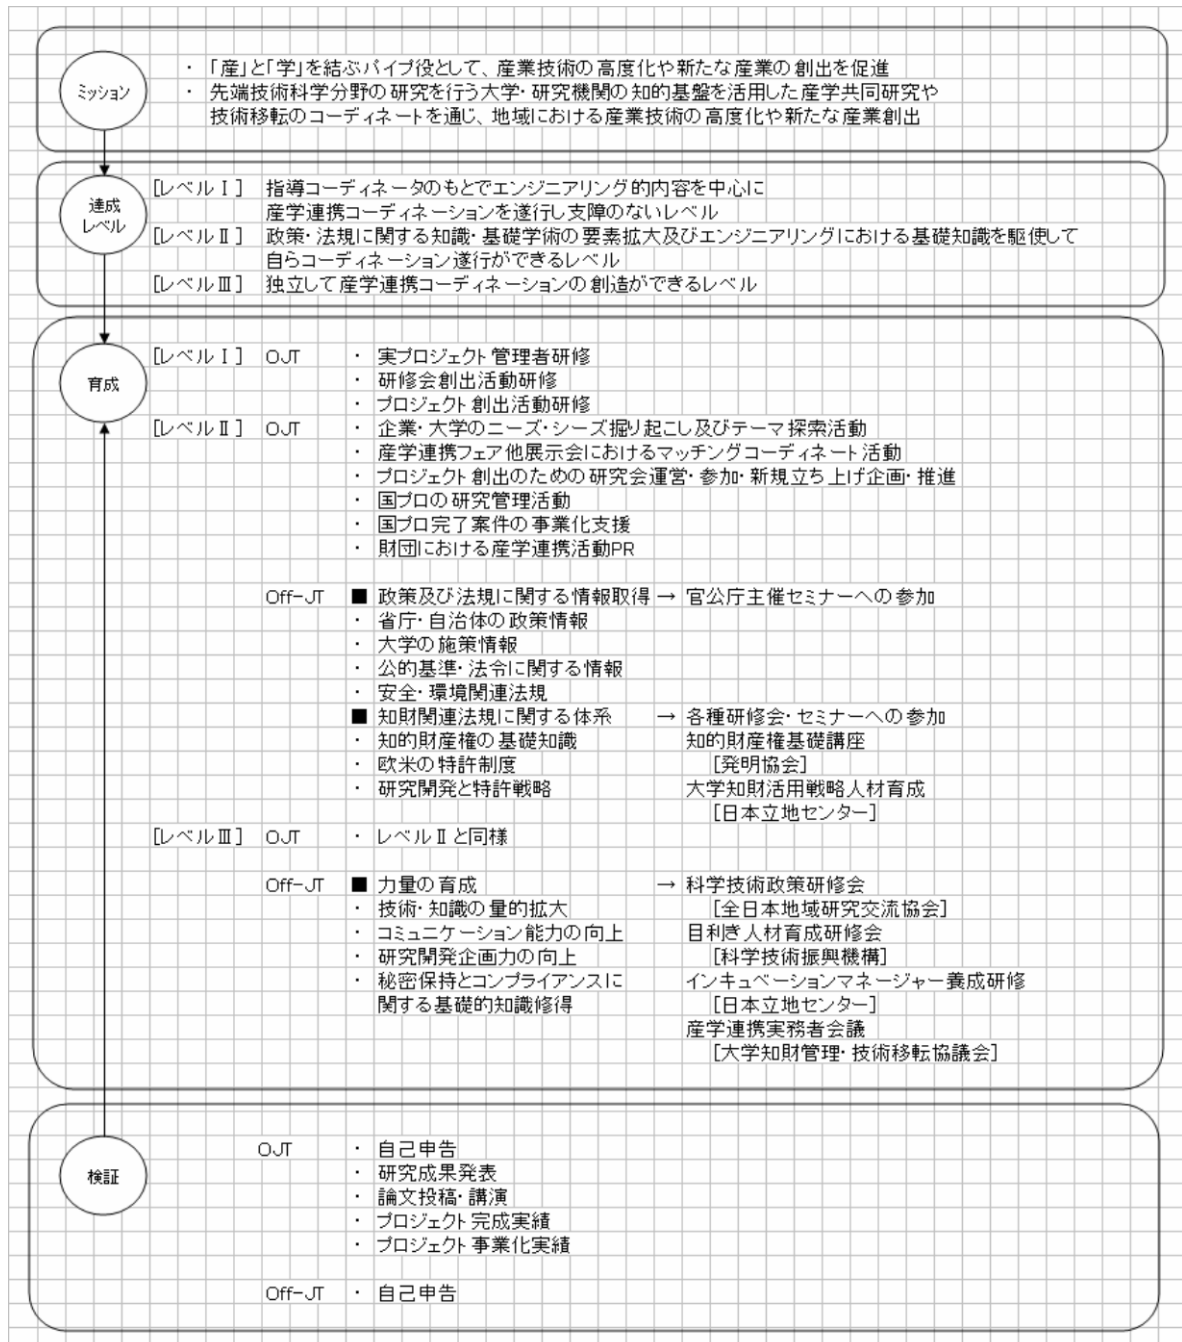 ミッション
・ 「産」と「学」を結ぶパイプ役として、産業技術の高度化や新たな産業の創出を促進
・ 先端技術科学分野の研究を行う大学・研究機関の知的基盤を活用した産学共同研究や
技術移転のコーディネートを通じ、地域における産業技術の高度化や新たな産業創出
達成
レベル
[レベルⅠ] 指導コーディネータのもとでエンジニアリング的内容を中心に
産学連携コーディネーションを遂行し支障のないレベル
[レベルⅡ] 政策・法規に関する知識・基礎学術の要素拡大及びエンジニアリングにおける基礎知識を駆使して
自らコーディネーション遂行ができるレベル
[レベルⅢ] 独立して産学連携コーディネーションの創造ができるレベル
育成
[レベルⅠ] OJT ・ 実プロジェクト管理者研修
・ 研修会創出活動研修
・ プロジェクト創出活動研修
[レベルⅡ] OJT ・ 企業・大学のニーズ・シーズ掘り起こし及びテーマ探索活動
・ 産学連携フェア他展示会におけるマッチングコーディネート活動
・ プロジェクト創出のための研究会運営・参加・新規立ち上げ企画・推進
・ 国プロの研究管理活動
・ 国プロ完了案件の事業化支援
・ 財団における産学連携活動PR
Off-JT ■ 政策及び法規に関する情報取得 → 官公庁主催セミナーへの参加
・ 省庁・自治体の政策情報
・ 大学の施策情報
・ 公的基準・法令に関する情報
・ 安全・環境関連法規
■ 知財関連法規に関する体系 → 各種研修会・セミナーへの参加
・ 知的財産権の基礎知識 知的財産権基礎講座
・ 欧米の特許制度 [発明協会]
・ 研究開発と特許戦略 大学知財活用戦略人材育成
[日本立地センター]
[レベルⅢ] OJT ・ レベルⅡと同様
Off-JT ■ 力量の育成 → 科学技術政策研修会
・ 技術・知識の量的拡大 [全日本地域研究交流協会]
・ コミュニケーション能力の向上 目利き人材育成研修会
・ 研究開発企画力の向上 [科学技術振興機構]
・ 秘密保持とコンプライアンスに インキュベーションマネージャー養成研修
関する基礎的知識修得 [日本立地センター]
産学連携実務者会議
[大学知財管理・技術移転協議会]
検証
OJT ・ 自己申告
・ 研究成果発表
・ 論文投稿・講演
・ プロジェクト完成実績
・ プロジェクト事業化実績
Off-JT ・ 自己申告